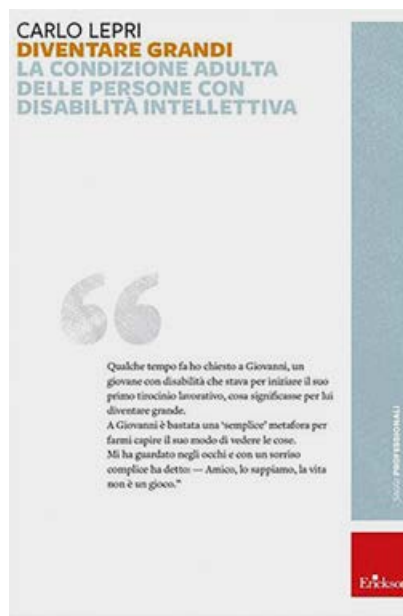 CARLO LEPRI
DIVENTARE GRANDI
LA CONDIZIONE ADULTA
DELLE PERSONE CON
DISABILITÀ INTELLETTIVA
“
Qualche tempo fa ho chiesto a Giovanni, un
giovane con disabilità che stava per iniziare il suo
primo tirocinio lavorativo, cosa significasse per lui
diventare grande.
A Giovanni è bastata una ‘semplice’ metafora per
farmi capire il suo modo di vedere le cose.
Mi ha guardato negli occhi e con un sorriso
complice ha detto: — Amico, lo sappiamo, la vita
non è un gioco.”
SAGGI PROFESSIONALI
Erickson